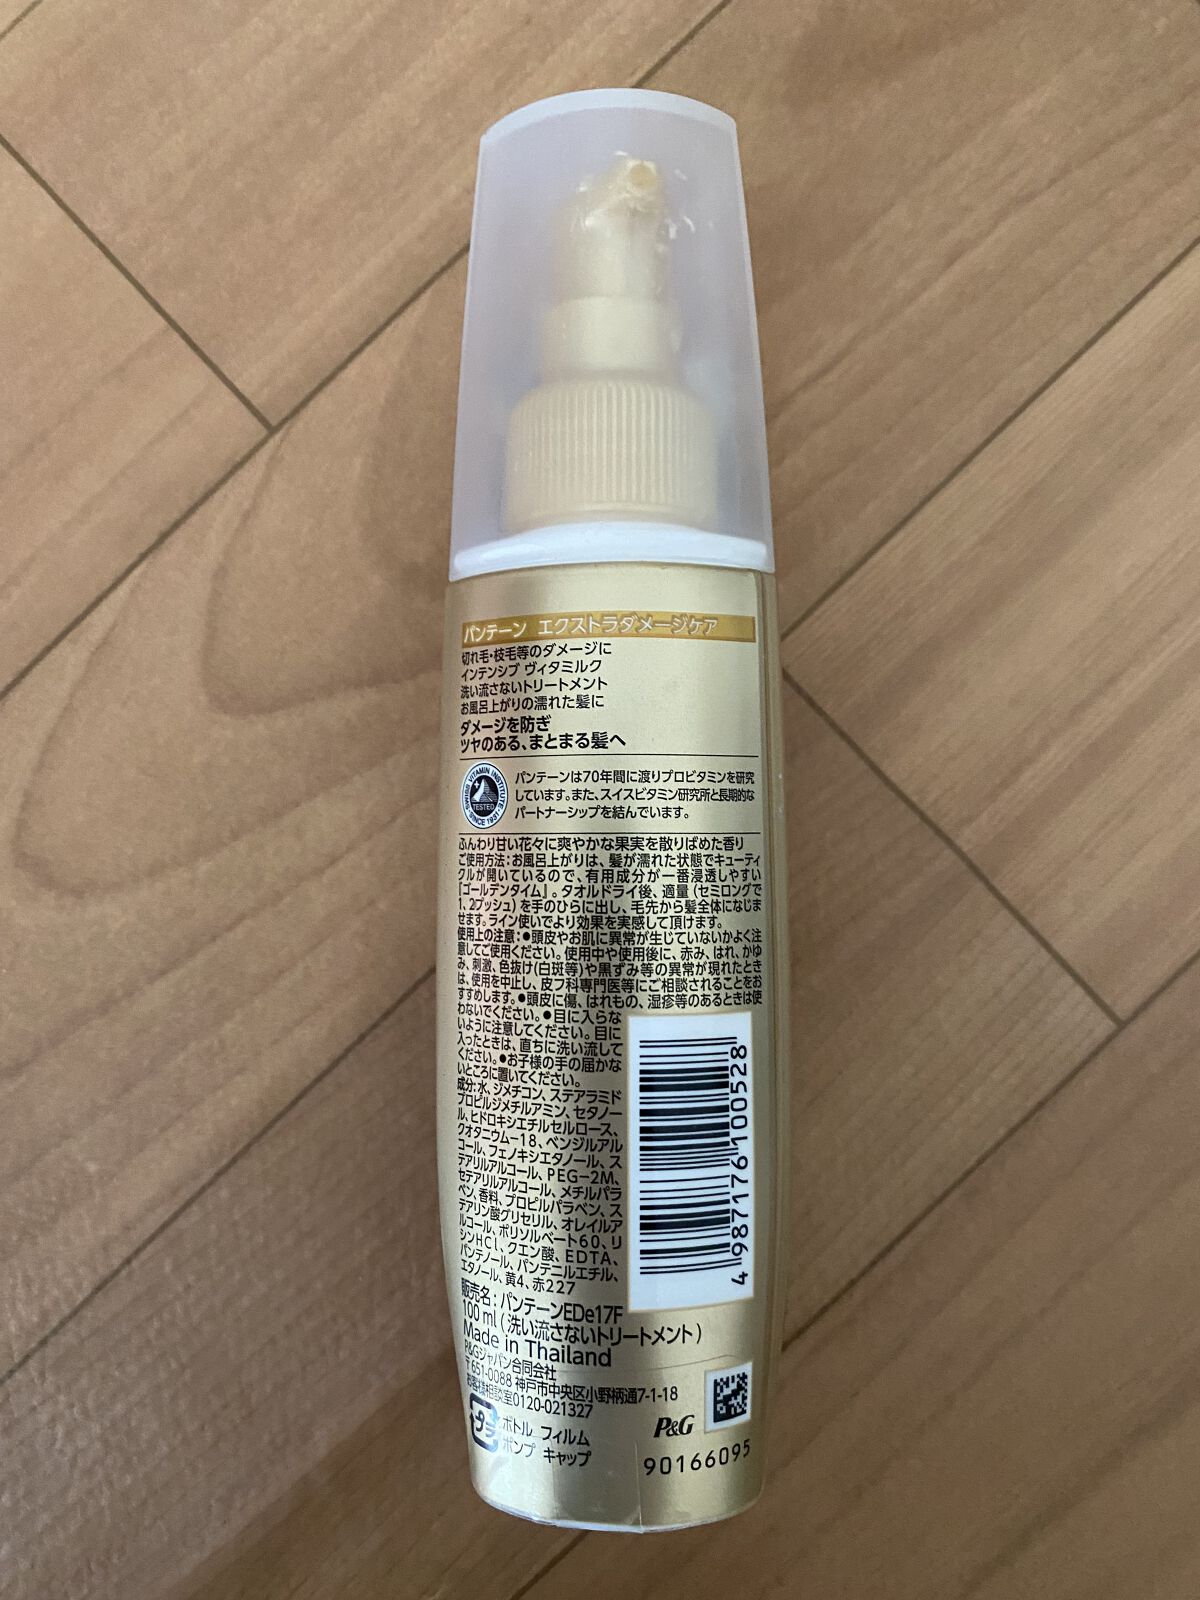 パンテーン エクストラダメージケア
切れ毛・枝毛等のダメージに
インテンシブ ヴィタミルク
洗い流さないトリートメント
お風呂上がりの濡れた髪に
ダメージを防ぎ
ツヤのある、まとまる髪へ
SWISS VITAMIN INSTITUTE
TESTED
SINCE 1997
パンテーンは70年間に渡りプロビタミンを研究
しています。また、スイスビタミン研究所と長期的な
パートナーシップを結んでいます。
ふんわり甘い花々に爽やかな果実を散りばめた香り
ご使用方法:お風呂上がりは、髪が濡れた状態でキューティ
クルが開いているので、有用成分が一番浸透しやすい
『ゴールデンタイム』。タオルドライ後、適量(セミロングで
1、2プッシュ)を手のひらに出し、毛先から髪全体になじま
せます。ライン使いでより効果を実感して頂けます。
使用上の注意:●頭皮やお肌に異常が生じていないかよく注
意してご使用ください。使用中や使用後に、赤み、はれ、かゆ
み、刺激、色抜け(白斑等)や黒ずみ等の異常が現れたとき
は、使用を中止し、皮フ科専門医等にご相談されることをお
すすめします。●頭皮に傷、はれもの、湿疹等のあるときは使
わないでください。●目に入らな
いように注意してください。目に
入ったときは、直ちに洗い流して
ください。●お子様の手の届かな
いところに置いてください。
成分:水、ジメチコン、ステアラミド
プロピルジメチルアミン、セタノー
ル、ヒドロキシエチルセルロース、
クオタニウム-18、ベンジルアル
コール、フェノキシエタノール、ス
テアリルアルコール、PEG-2M、
セテアリルアルコール、メチルパラ
ベン、香料、プロピルパラベン、ス
テアリン酸グリセリル、オレイルア
ルコール、ポリソルベート60、リ
シンHCl、クエン酸、EDTA、
パンテノール、パンテニルエチル、
エタノール、黄4、赤227
4 987176 100528
販売名:パンテーンEDe17F
100 ml (洗い流さないトリートメント)
Made in Thailand
P&Gジャパン合同会社
〒651-0088 神戸市中央区小野柄通7-1-18
お客様相談室0120-021327
プラ
ボトル フィルム
ポンプ キャップ
P&G
90166095